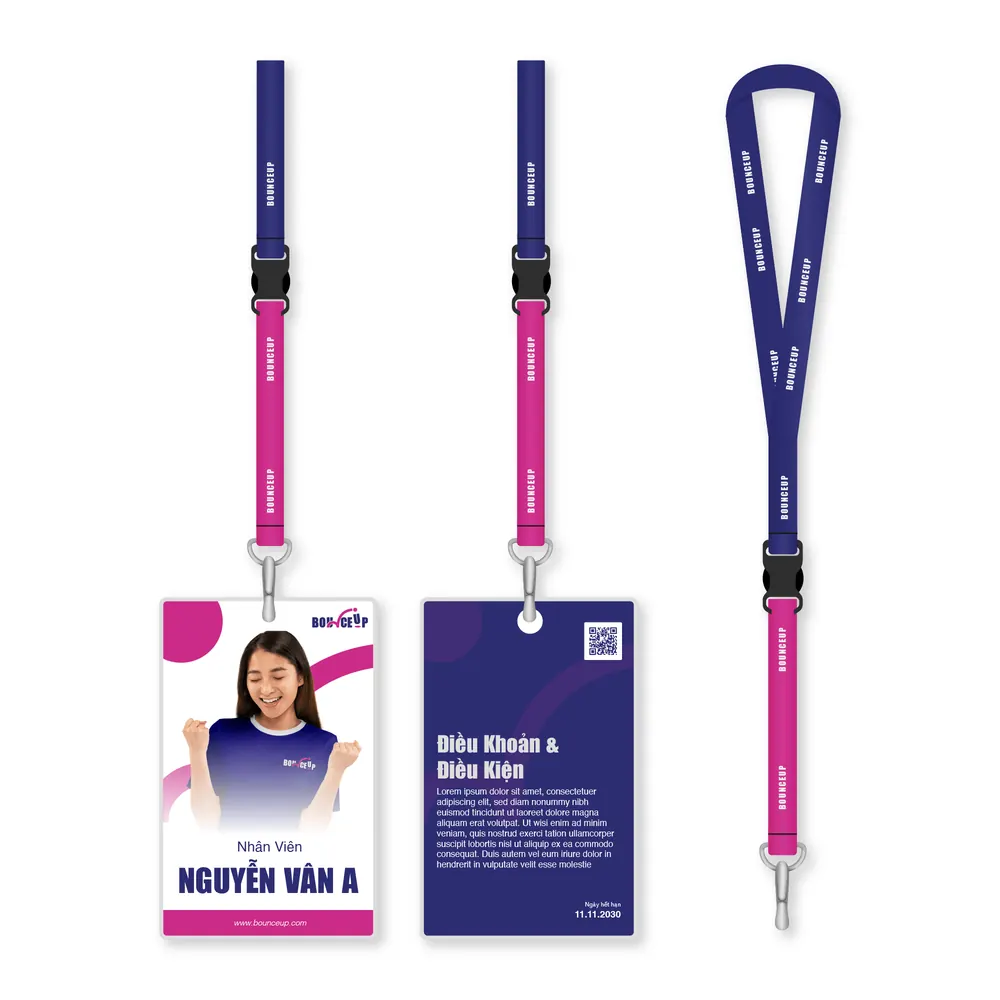 BOUNCEUP
BOUNCEUP
BOUNCEUP
BOUNCEUP
BOUNCEUP
NGUYỄN VÂN A
Nhân Viên
www.bounceup.com
BOUNCEUP
BOUNCEUP
BOUNCEUP
Điều Khoản &
Điều Kiện
Lorem ipsum dolor sit amet, consectetuer
adipiscing elit, sed diam nonummy nibh
euismod tincidunt ut laoreet dolore magna
aliquam erat volutpat. Ut wisi enim ad minim
veniam, quis nostrud exerci tation ullamcorper
suscipit lobortis nisl ut aliquip ex ea commodo
consequat. Duis autem vel eum iriure dolor in
hendrerit in vulputate velit esse molestie
Ngày hết hạn
11.11.2030
BOUNCEUP
BOUNCEUP
BOUNCEUP
BOUNCEUP
BOUNCEUP
BOUNCEUP
BOUNCEUP
BOUNCEUP